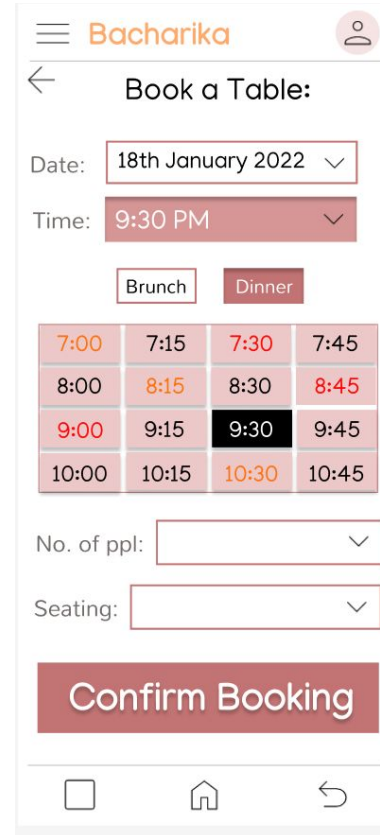 Bacharika
Book a Table:
Date: 18th January 2022
Time: 9:30 PM
Brunch Dinner
7:00 7:15 7:30 7:45
8:00 8:15 8:30 8:45
9:00 9:15 9:30 9:45
10:00 10:15 10:30 10:45
No. of ppl:
Seating:
Confirm Booking